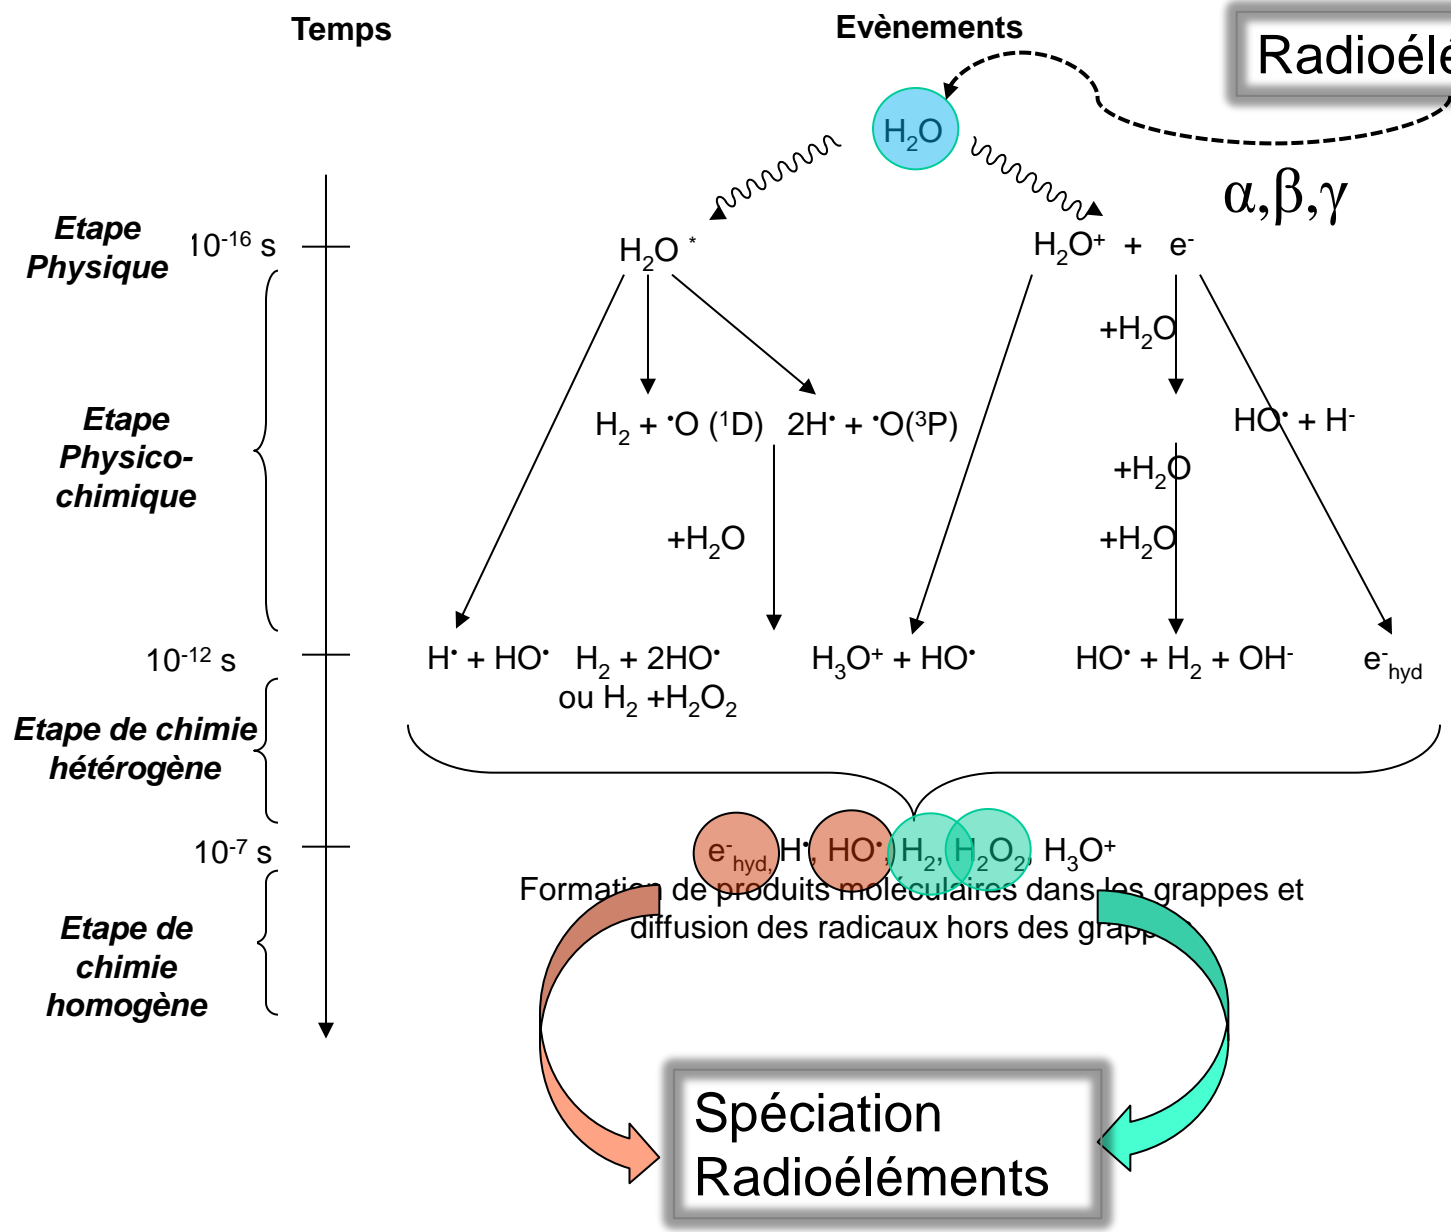 Temps
Evènements
Radioélé
H₂O
α,β,γ
Etape
Physique
10⁻¹⁶ s
H₂O *
H₂O⁺ + e⁻
+H₂O
Etape
Physico-
chimique
H₂ + •O (¹D)
2H• + •O(³P)
HO• + H⁻
+H₂O
+H₂O
+H₂O
10⁻¹² s
H• + HO•
H₂ + 2HO•
ou H₂ +H₂O₂
H₃O⁺ + HO•
HO• + H₂ + OH⁻
e⁻hyd
Etape de chimie
hétérogène
10⁻⁷ s
e⁻hyd, H•, HO•, H₂, H₂O₂, H₃O⁺
Formation de produits moléculaires dans les grappes et
diffusion des radicaux hors des grapp
Etape de
chimie
homogène
Spéciation
Radioéléments